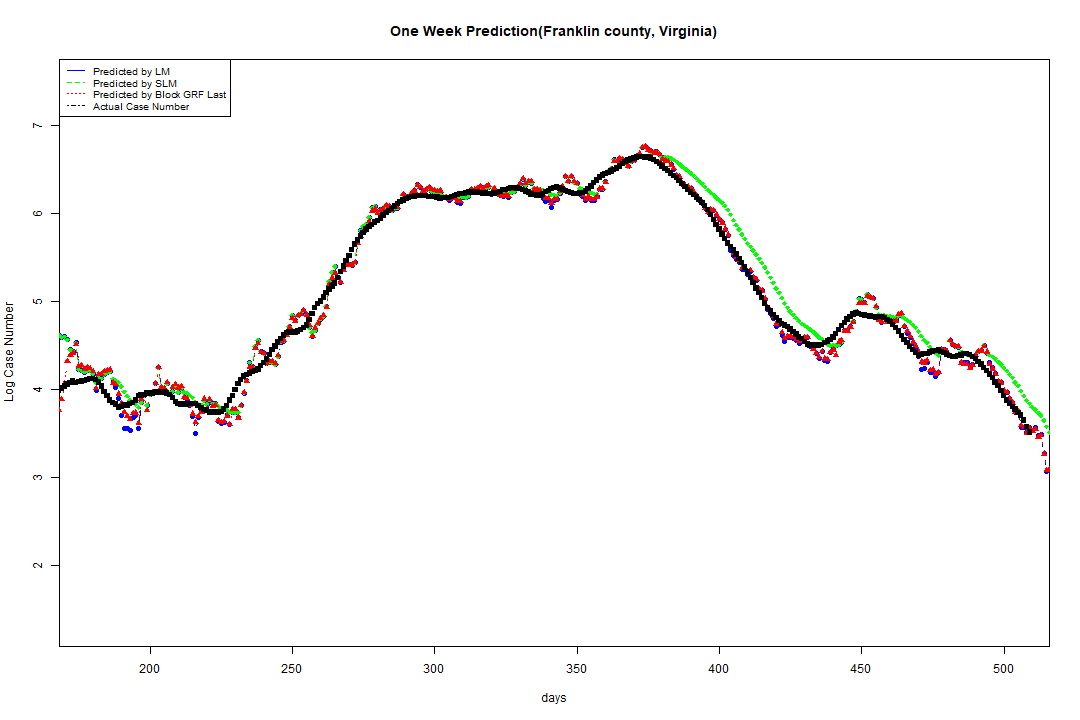 One Week Prediction(Franklin county, Virginia)
Predicted by LM
Predicted by SLM
Predicted by Block GRF Last
Actual Case Number
7
6
5
4
3
2
Log Case Number
200 250 300 350 400 450 500
days